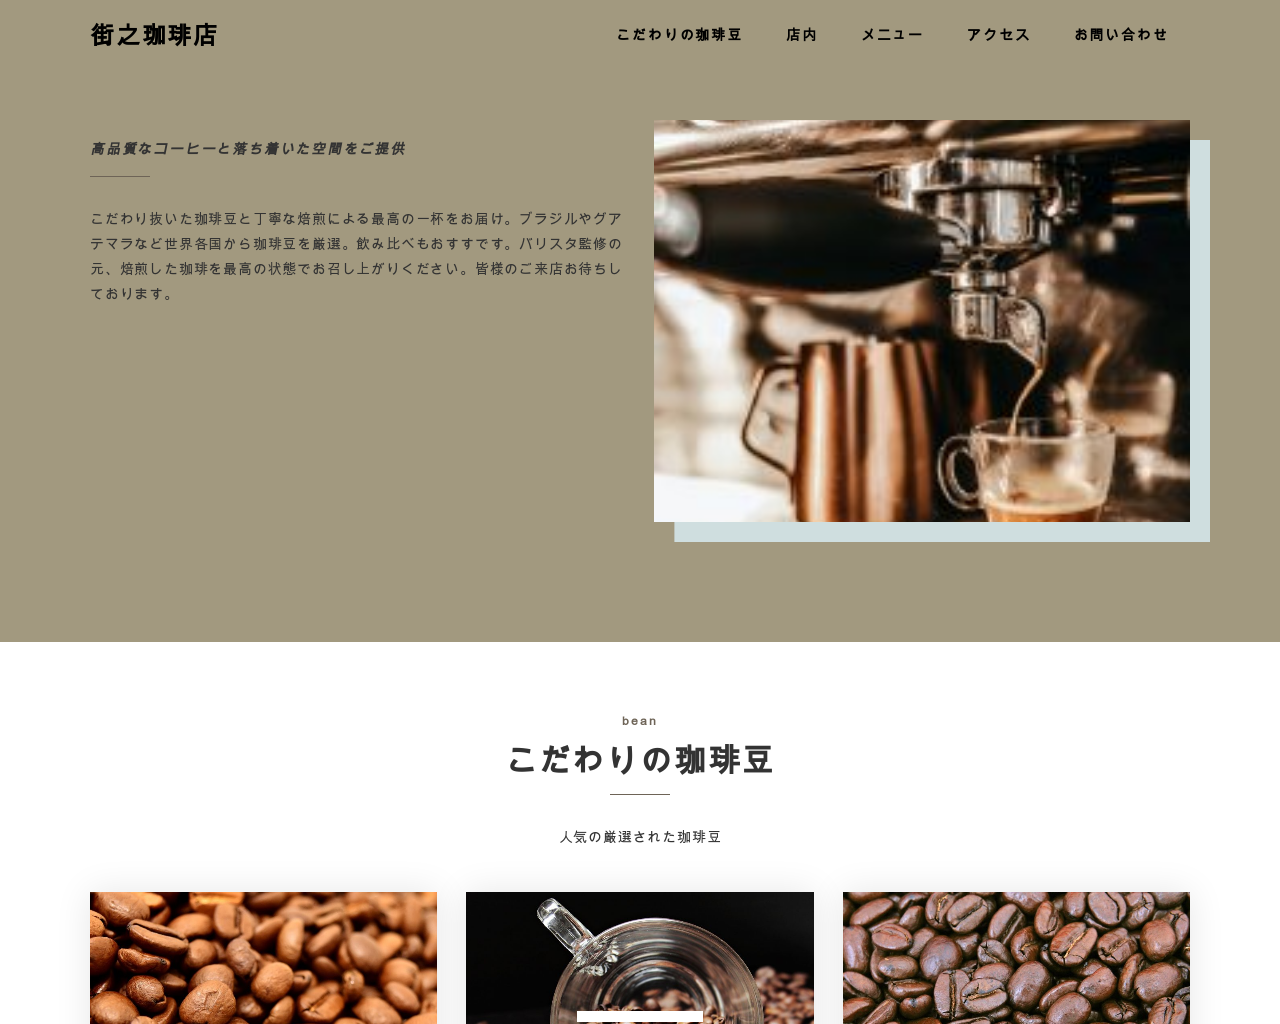 街之珈琲店
こだわりの珈琲豆
店内
メニュー
アクセス
お問い合わせ
高品質なコーヒーと落ち着いた空間をご提供
こだわり抜いた珈琲豆と丁寧な焙煎による最高の一杯をお届け。ブラジルやグア
テマラなど世界各国から珈琲豆を厳選。飲み比べもおすすです。バリスタ監修の
元、焙煎した珈琲を最高の状態でお召し上がりください。皆様のご来店お待ちし
ております。
bean
こだわりの珈琲豆
人気の厳選された珈琲豆